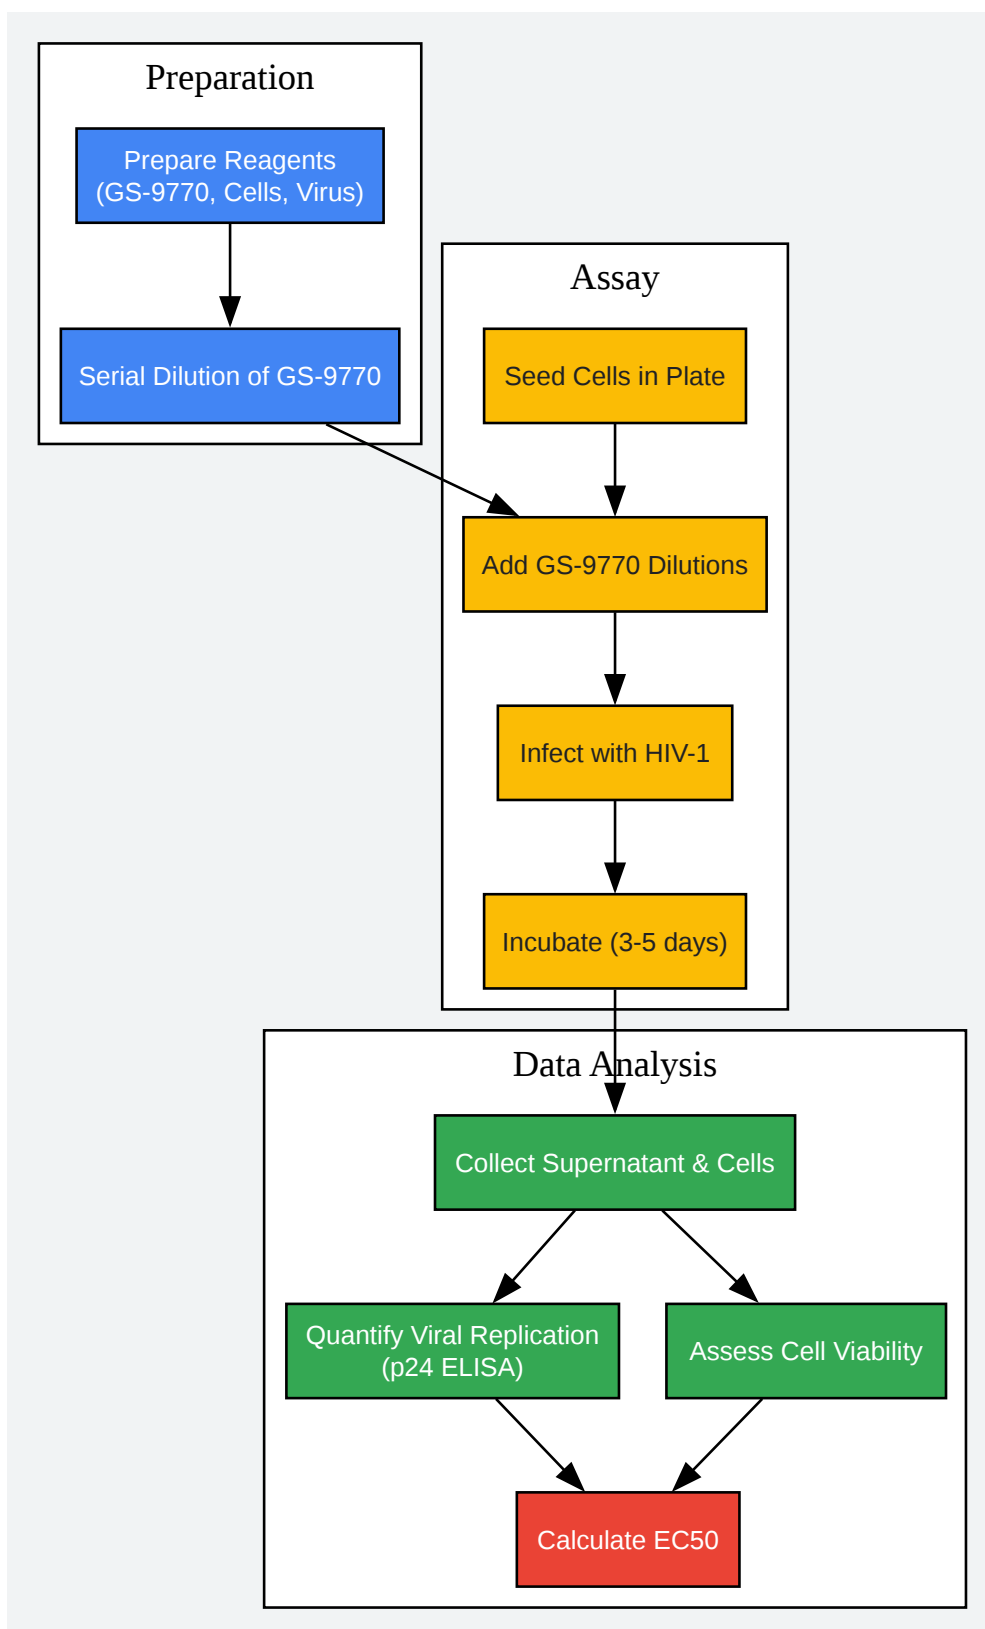 Preparation
Prepare Reagents
(GS-9770, Cells, Virus)
Serial Dilution of GS-9770
Assay
Seed Cells in Plate
Add GS-9770 Dilutions
Infect with HIV-1
Incubate (3-5 days)
Data Analysis
Collect Supernatant & Cells
Quantify Viral Replication
(p24 ELISA)
Assess Cell Viability
Calculate EC50